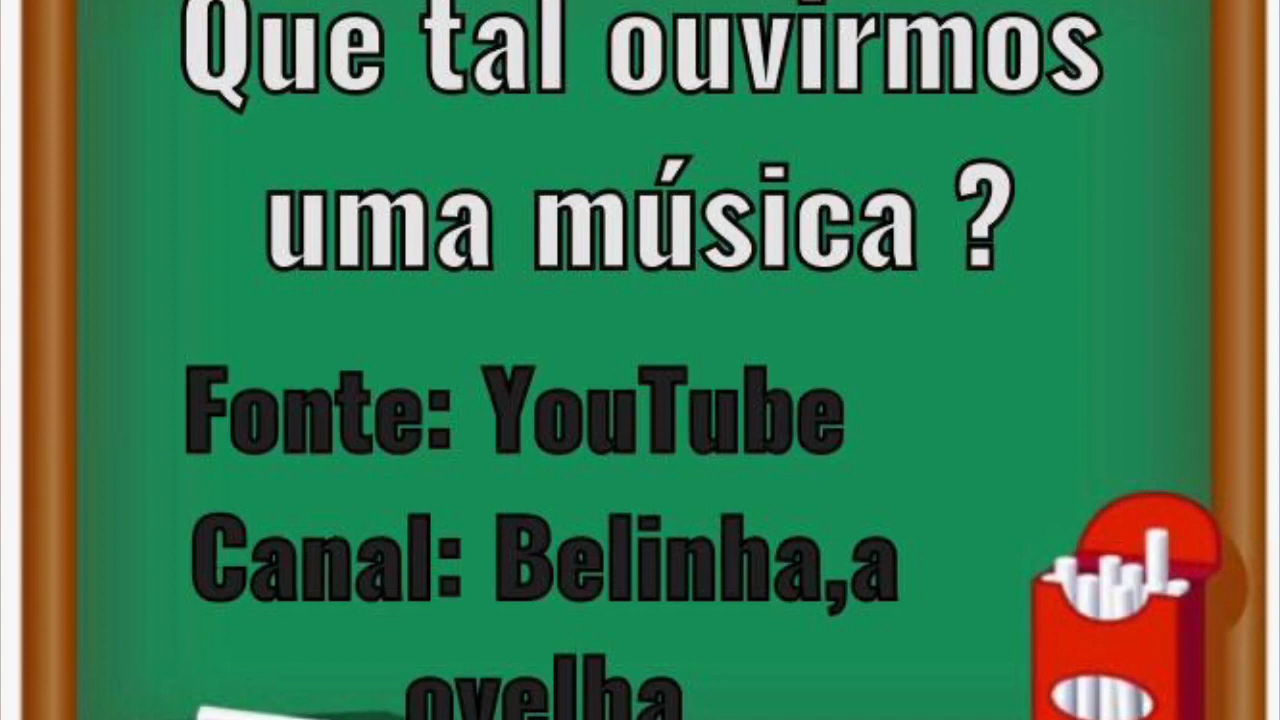 Que tal ouvirmos
uma música ?
Fonte: YouTube
Canal: Belinha,a
ovelha